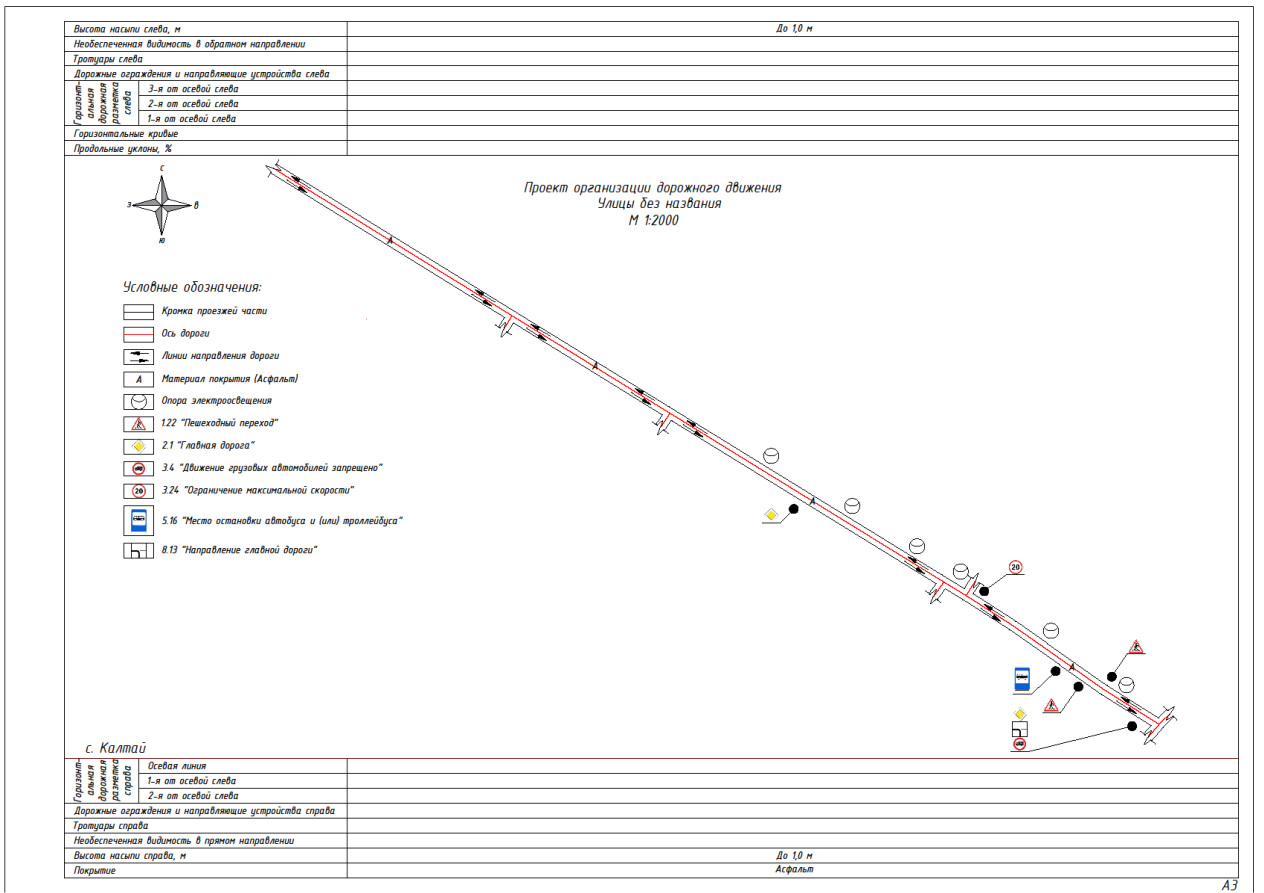 Высота насыпи слева, м
До 1,0 м
Необеспеченная видимость в обратном направлении
Тротуары слева
Дорожные ограждения и направляющие устройства слева
Горизонт-
альная
дорожная
разметка
слева
3-я от осевой слева
2-я от осевой слева
1-я от осевой слева
Горизонтальные кривые
Продольные уклоны, %
с
з
в
ю
Проект организации дорожного движения
Улицы без названия
М 1:2000
Условные обозначения:
Кромка проезжей части
Ось дороги
Линии направления дороги
А
Материал покрытия (Асфальт)
Опора электроосвещения
1.22 "Пешеходный переход"
2.1 "Главная дорога"
3.4 "Движение грузовых автомобилей запрещено"
20
3.24 "Ограничение максимальной скорости"
5.16 "Место остановки автобуса и (или) троллейбуса"
8.13 "Направление главной дороги"
А
А
А
20
А
с. Калтай
Горизонт-
альная
дорожная
разметка
справа
Осевая линия
1-я от осевой слева
2-я от осевой слева
Дорожные ограждения и направляющие устройства справа
Тротуары справа
Необеспеченная видимость в прямом направлении
Высота насыпи справа, м
До 1,0 м
Покрытие
Асфальт
А3